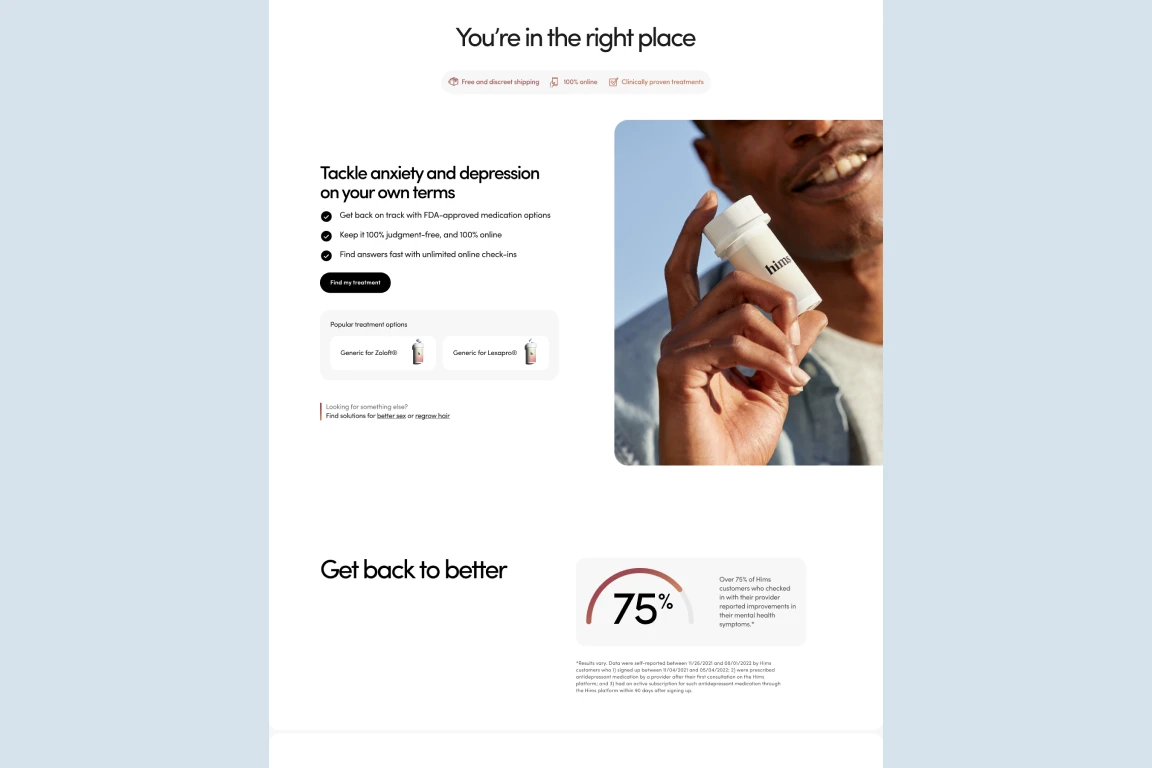 You're in the right place
Free and discreet shipping 100% online Clinically proven treatments
Tackle anxiety and depression
on your own terms
Get back on track with FDA-approved medication options
Keep it 100% judgment-free, and 100% online
Find answers fast with unlimited online check-ins
Find my treatment
Popular treatment options
Generic for Zoloft® Generic for Lexapro®
Looking for something else?
Find solutions for better sex or regrow hair
hims
Get back to better
75%
Over 75% of Hims
customers who checked
in with their provider
reported improvements in
their mental health
symptoms.*
*Results vary. Data were self-reported between 11/26/2021 and 08/01/2022 by Hims
customers who 1) signed up between 11/04/2021 and 05/04/2022; 2) were prescribed
antidepressant medication by a provider after their first consultation on the Hims
platform; and 3) had an active subscription for such antidepressant medication through
the Hims platform within 90 days after signing up.